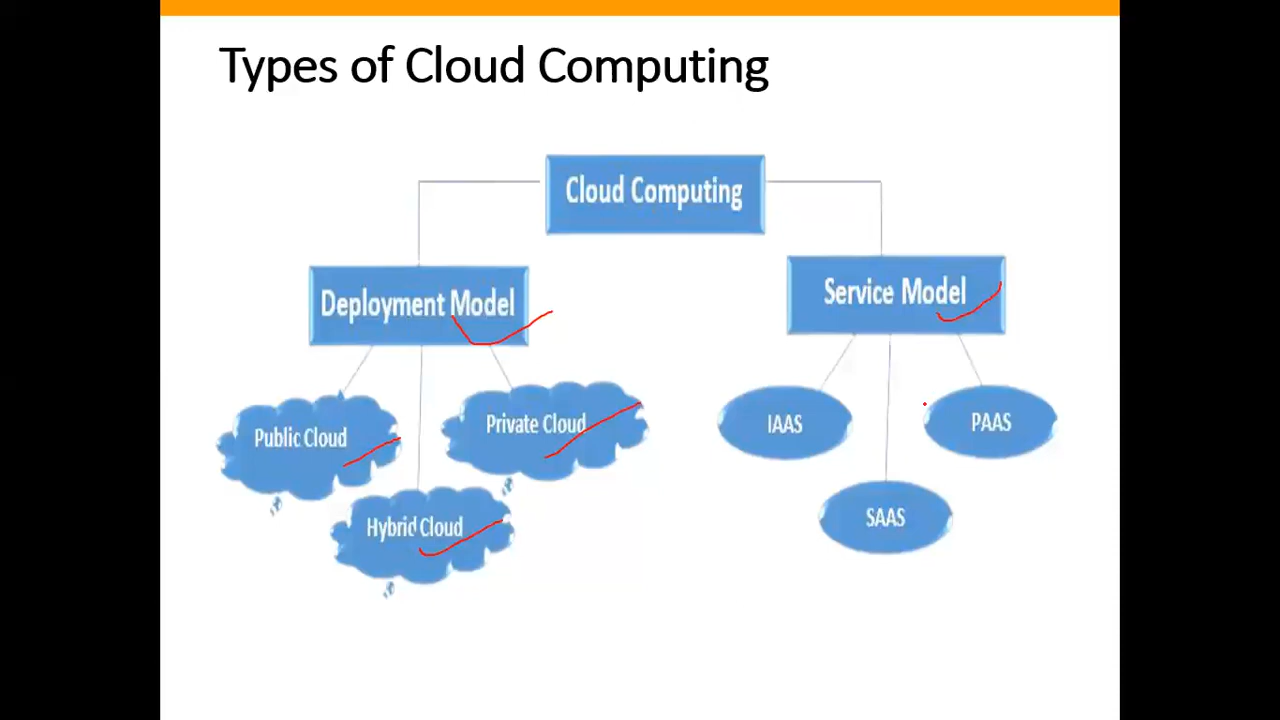 Types of Cloud Computing
Cloud Computing
Deployment Model
Service Model
Public Cloud
Private Cloud
Hybrid Cloud
IAAS
PAAS
SAAS